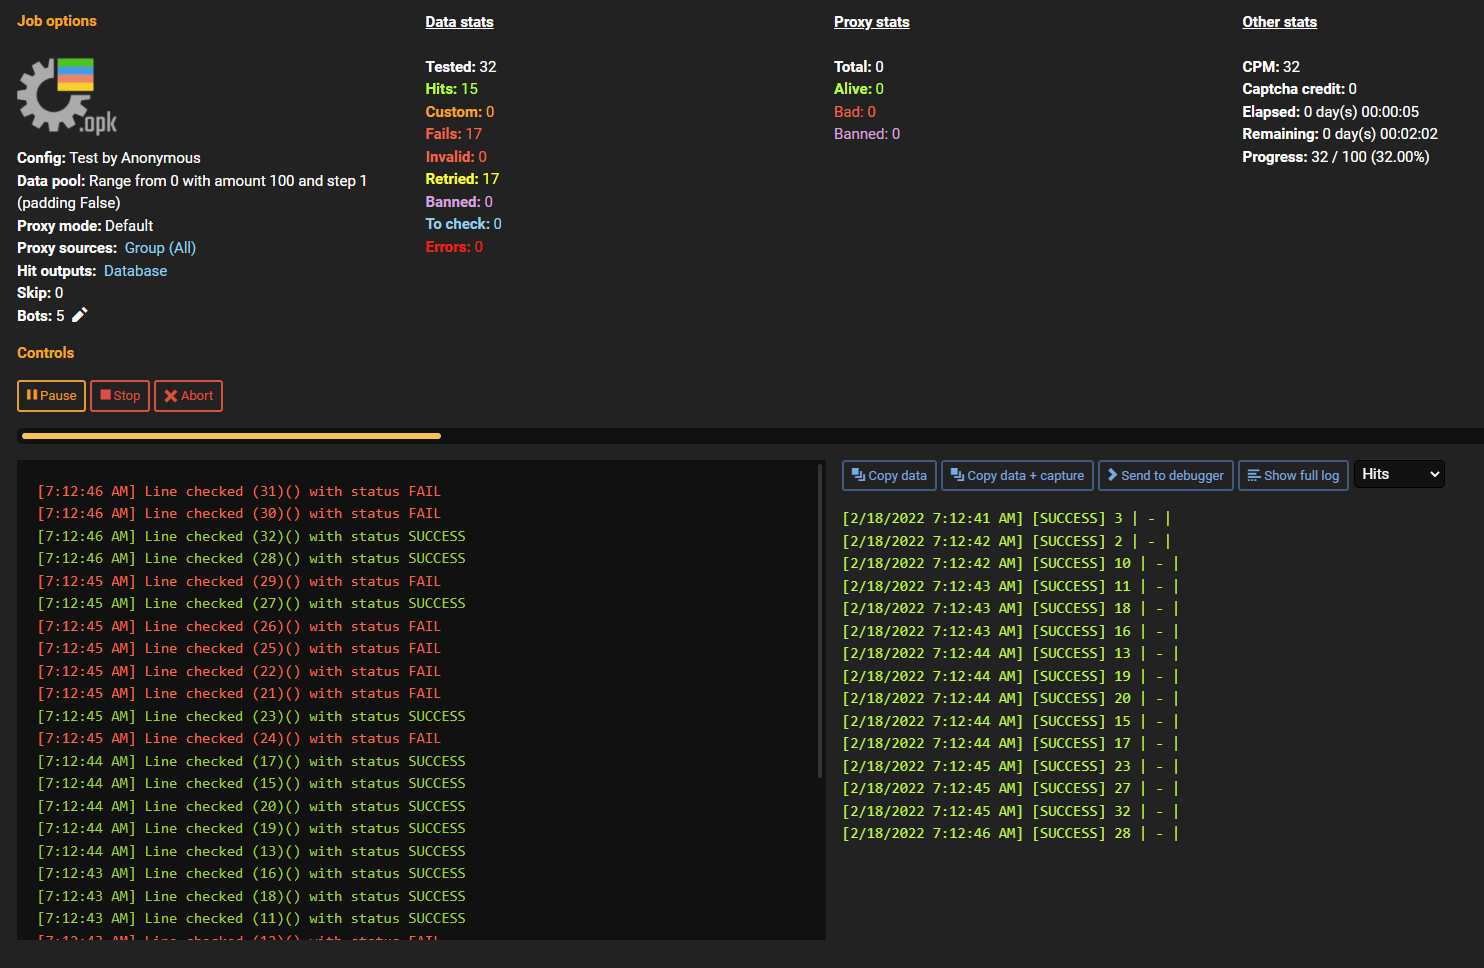 Job options
.opk
Config: Test by Anonymous
Data pool: Range from 0 with amount 100 and step 1
(padding False)
Proxy mode: Default
Proxy sources: Group (All)
Hit outputs: Database
Skip: 0
Bots: 5
Data stats
Tested: 32
Hits: 15
Custom: 0
Fails: 17
Invalid: 0
Retried: 17
Banned: 0
To check: 0
Errors: 0
Proxy stats
Total: 0
Alive: 0
Bad: 0
Banned: 0
Other stats
CPM: 32
Captcha credit: 0
Elapsed: 0 day(s) 00:00:05
Remaining: 0 day(s) 00:02:02
Progress: 32 / 100 (32.00%)
Controls
Pause Stop Abort
[7:12:46 AM] Line checked (31)() with status FAIL
[7:12:46 AM] Line checked (30)() with status FAIL
[7:12:46 AM] Line checked (32)() with status SUCCESS
[7:12:46 AM] Line checked (28)() with status SUCCESS
[7:12:45 AM] Line checked (29)() with status FAIL
[7:12:45 AM] Line checked (27)() with status SUCCESS
[7:12:45 AM] Line checked (26)() with status FAIL
[7:12:45 AM] Line checked (25)() with status FAIL
[7:12:45 AM] Line checked (22)() with status FAIL
[7:12:45 AM] Line checked (21)() with status FAIL
[7:12:45 AM] Line checked (23)() with status SUCCESS
[7:12:45 AM] Line checked (24)() with status FAIL
[7:12:44 AM] Line checked (17)() with status SUCCESS
[7:12:44 AM] Line checked (15)() with status SUCCESS
[7:12:44 AM] Line checked (20)() with status SUCCESS
[7:12:44 AM] Line checked (19)() with status SUCCESS
[7:12:44 AM] Line checked (13)() with status SUCCESS
[7:12:43 AM] Line checked (16)() with status SUCCESS
[7:12:43 AM] Line checked (18)() with status SUCCESS
[7:12:43 AM] Line checked (11)() with status SUCCESS
[7:12:43 AM] Line checked (12)() with status FAIL
Copy data Copy data + capture Send to debugger Show full log Hits
[2/18/2022 7:12:41 AM] [SUCCESS] 3 | - |
[2/18/2022 7:12:42 AM] [SUCCESS] 2 | - |
[2/18/2022 7:12:42 AM] [SUCCESS] 10 | - |
[2/18/2022 7:12:43 AM] [SUCCESS] 11 | - |
[2/18/2022 7:12:43 AM] [SUCCESS] 18 | - |
[2/18/2022 7:12:43 AM] [SUCCESS] 16 | - |
[2/18/2022 7:12:44 AM] [SUCCESS] 13 | - |
[2/18/2022 7:12:44 AM] [SUCCESS] 19 | - |
[2/18/2022 7:12:44 AM] [SUCCESS] 20 | - |
[2/18/2022 7:12:44 AM] [SUCCESS] 15 | - |
[2/18/2022 7:12:44 AM] [SUCCESS] 17 | - |
[2/18/2022 7:12:45 AM] [SUCCESS] 23 | - |
[2/18/2022 7:12:45 AM] [SUCCESS] 27 | - |
[2/18/2022 7:12:45 AM] [SUCCESS] 32 | - |
[2/18/2022 7:12:46 AM] [SUCCESS] 28 | - |